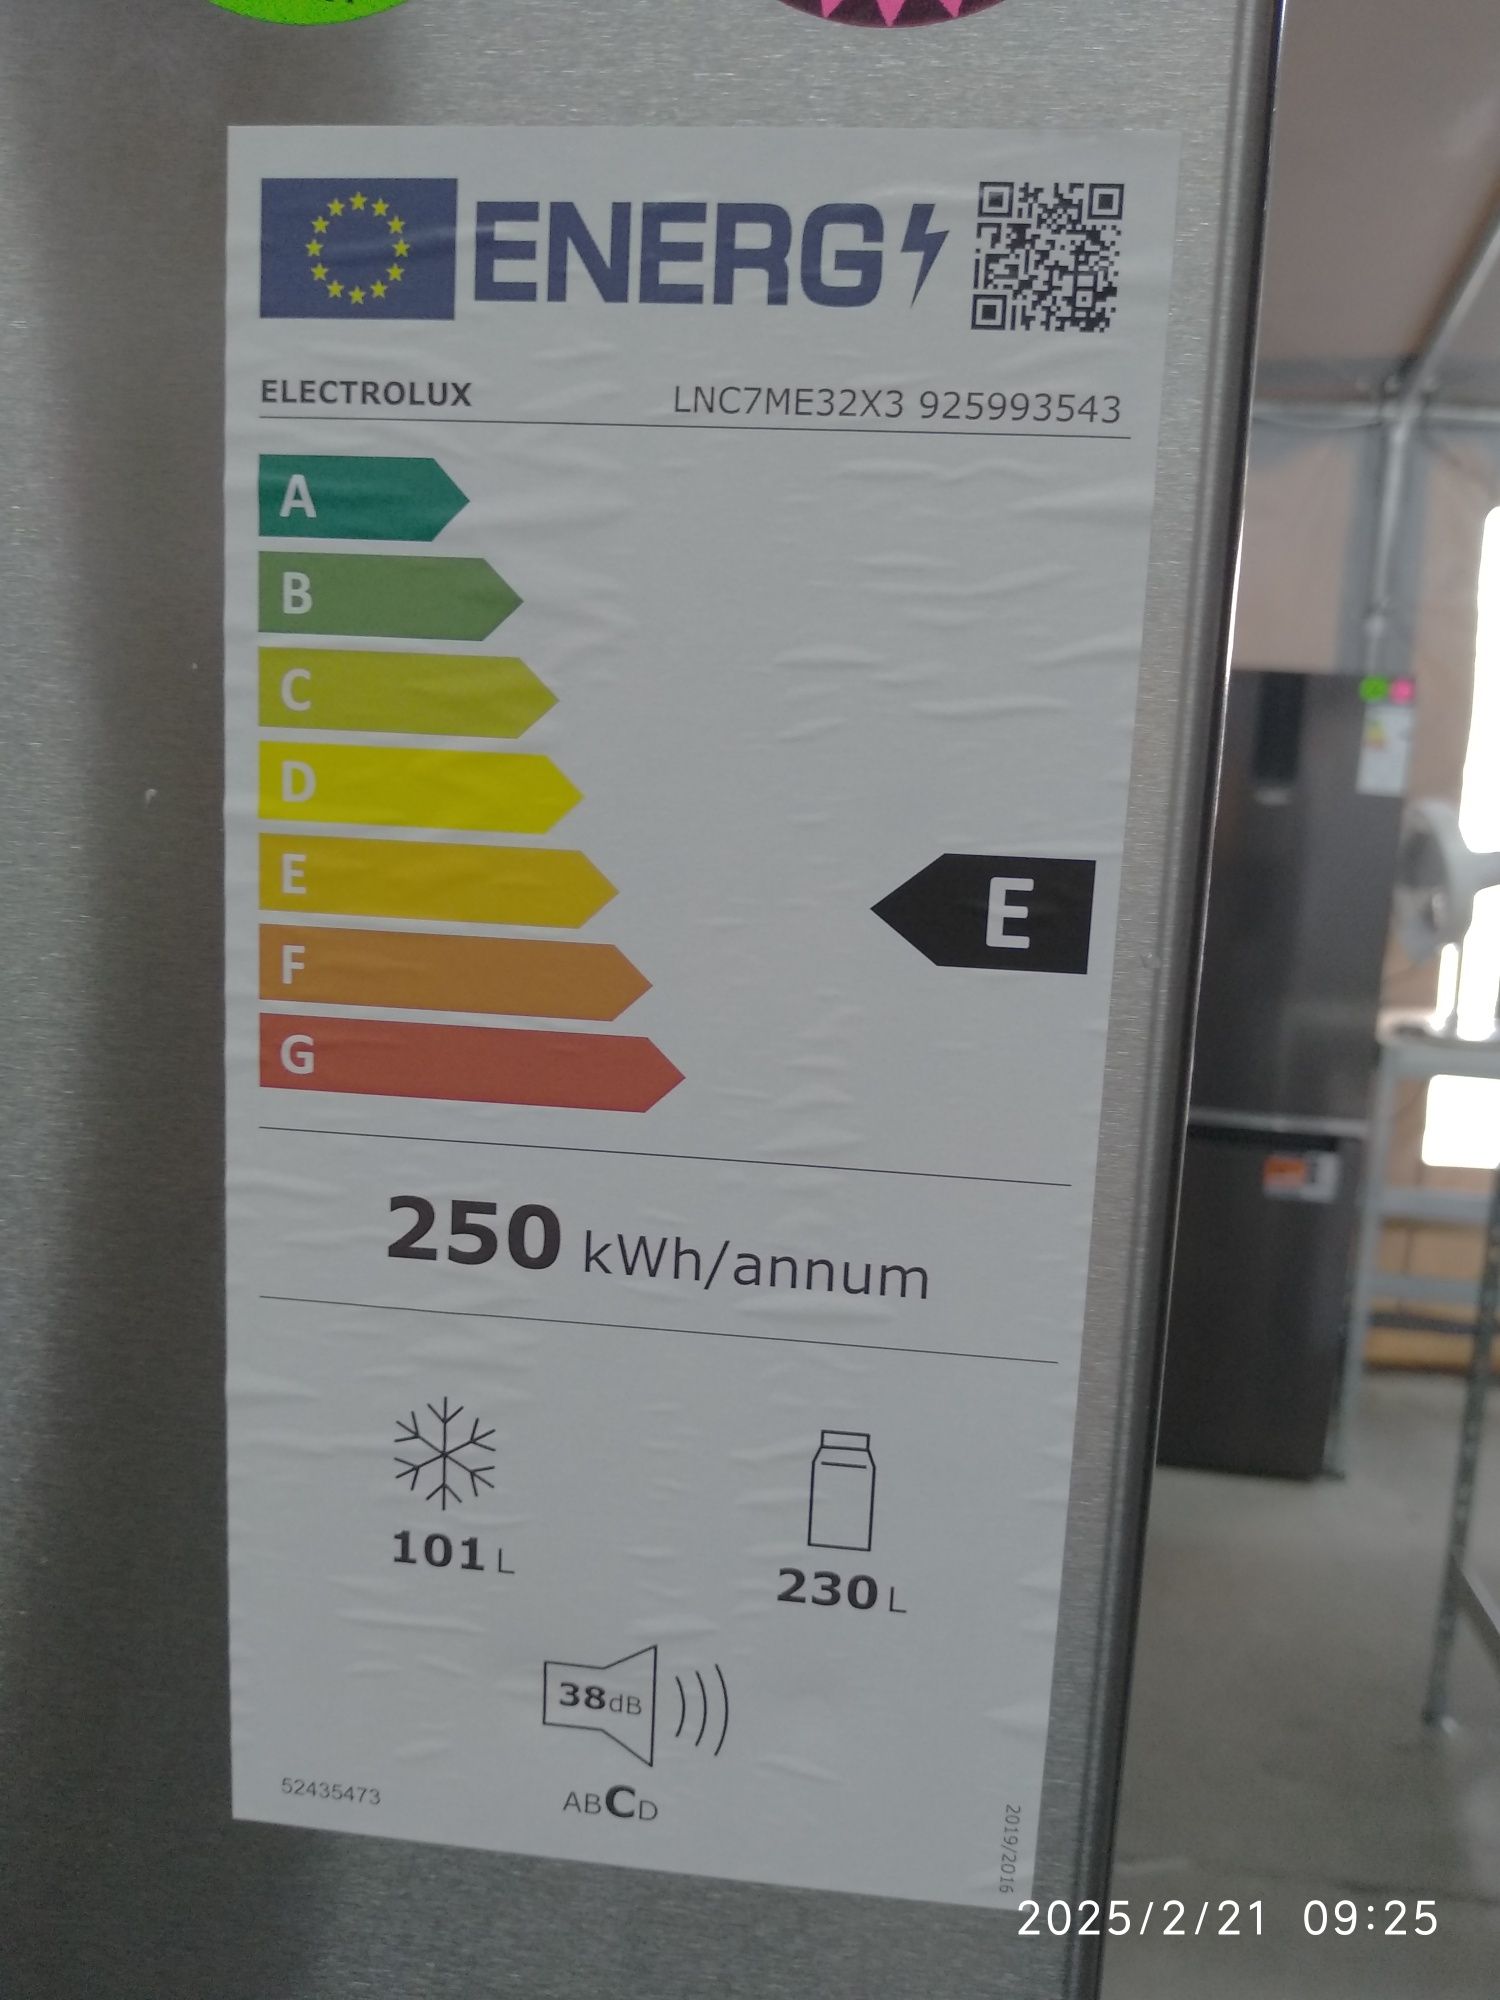 ENERG
ELECTROLUX
LNC7ME32X3 925993543
A
B
C
D
E
E
F
G
250 kWh/annum
101 L
230 L
38dB
ABCD
52435473
2019/2016
2025/2/21 09:25